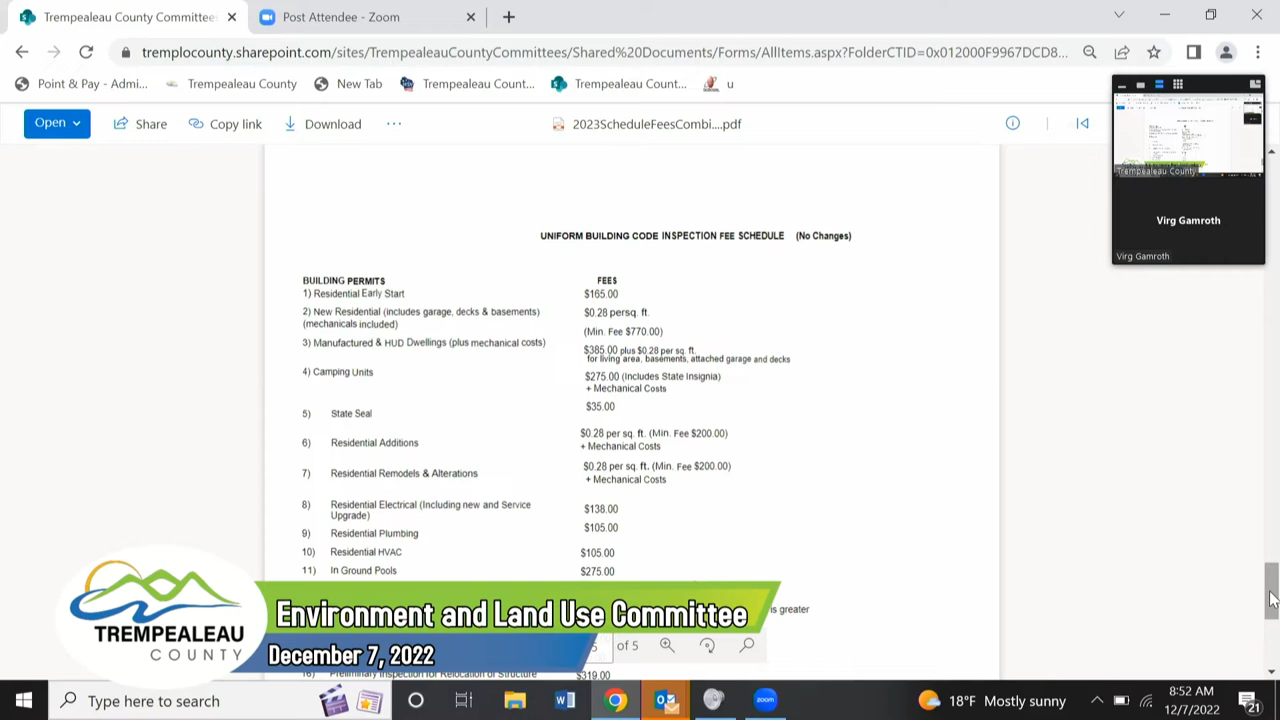 Trempealeau County Committees
Post Attendee - Zoom
templocounty.sharepoint.com/sites/TrempealeauCountyCommittees/Shared%20Documents/Forms/AllItems.aspx?FolderCTID=0x012000F9967DCD8...
Point & Pay - Admi...
Trempealeau County
New Tab
Trempealeau Coun...
Trempealeau Count...
u
Open
Share
Copy link
Download
2023ScheduleFeesCombi....pdf
Trempealeau County
Virg Gamroth
Virg Gamroth
UNIFORM BUILDING CODE INSPECTION FEE SCHEDULE (No Changes)
BUILDING PERMITS FEES
1) Residential Early Start $165.00
2) New Residential (includes garage, decks & basements) $0.28 persq. ft.
(mechanicals included) (Min. Fee $770.00)
3) Manufactured & HUD Dwellings (plus mechanical costs) $385.00 plus $0.28 per sq. ft.
for living area, basements, attached garage and decks
4) Camping Units $275.00 (Includes State Insignia)
+ Mechanical Costs
5) State Seal $35.00
6) Residential Additions $0.28 per sq. ft. (Min. Fee $200.00)
+ Mechanical Costs
7) Residential Remodels & Alterations $0.28 per sq. ft. (Min. Fee $200.00)
+ Mechanical Costs
8) Residential Electrical (Including new and Service
Upgrade) $138.00
9) Residential Plumbing $105.00
10) Residential HVAC $105.00
11) In Ground Pools $275.00
is greater
of 5
Preliminary Inspection for Relocation of Structure $319.00
TREMPEALEAU
COUNTY
Environment and Land Use Committee
December 7, 2022
Type here to search
18°F Mostly sunny
8:52 AM
12/7/2022
21